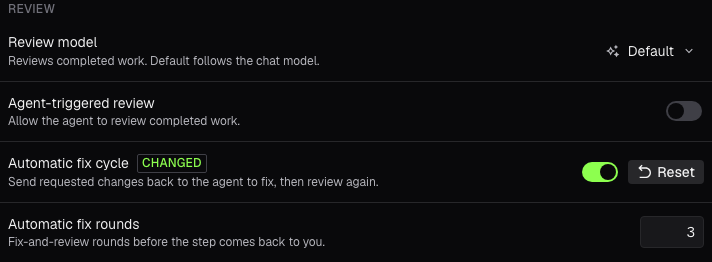 REVIEW
Review model
Reviews completed work. Default follows the chat model.
Default
Agent-triggered review
Allow the agent to review completed work.
Automatic fix cycle CHANGED
Send requested changes back to the agent to fix, then review again.
Reset
Automatic fix rounds
Fix-and-review rounds before the step comes back to you.
3